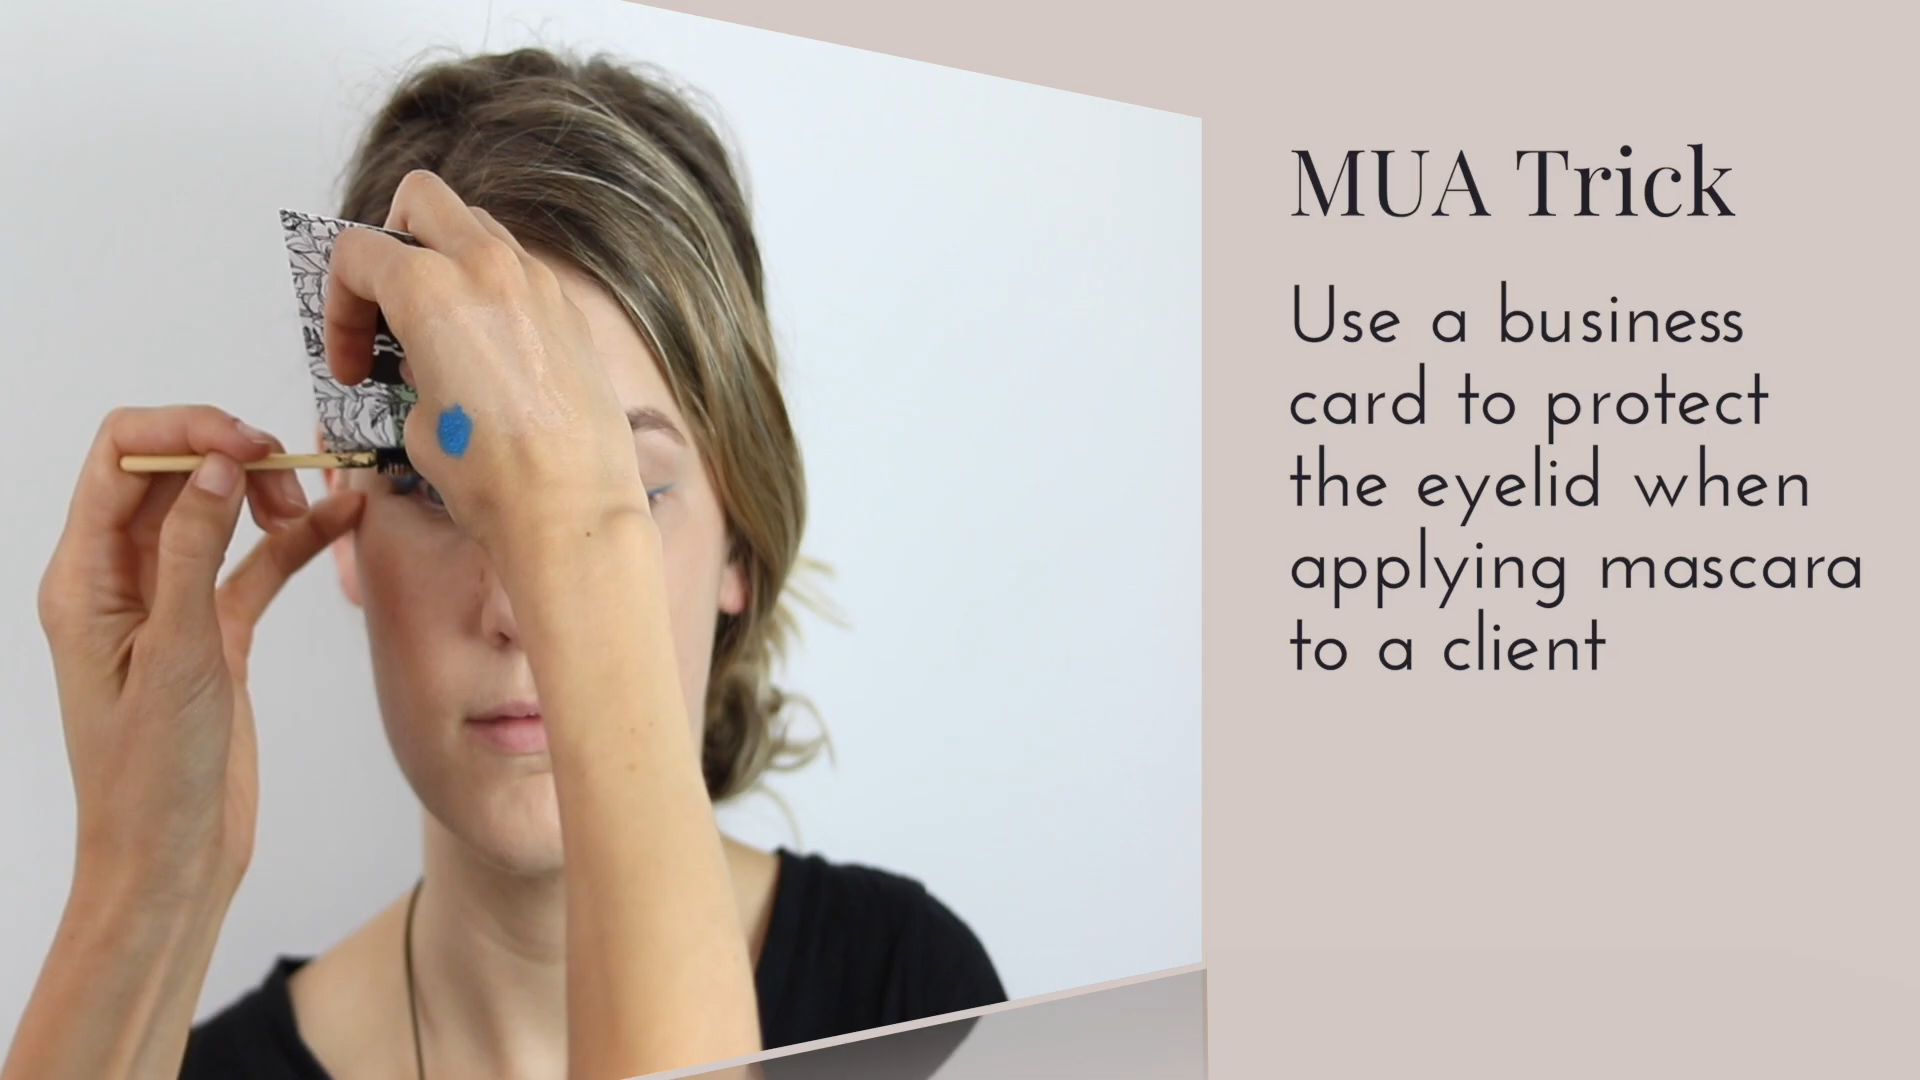 MUA Trick
Use a business
card to protect
the eyelid when
applying mascara
to a client